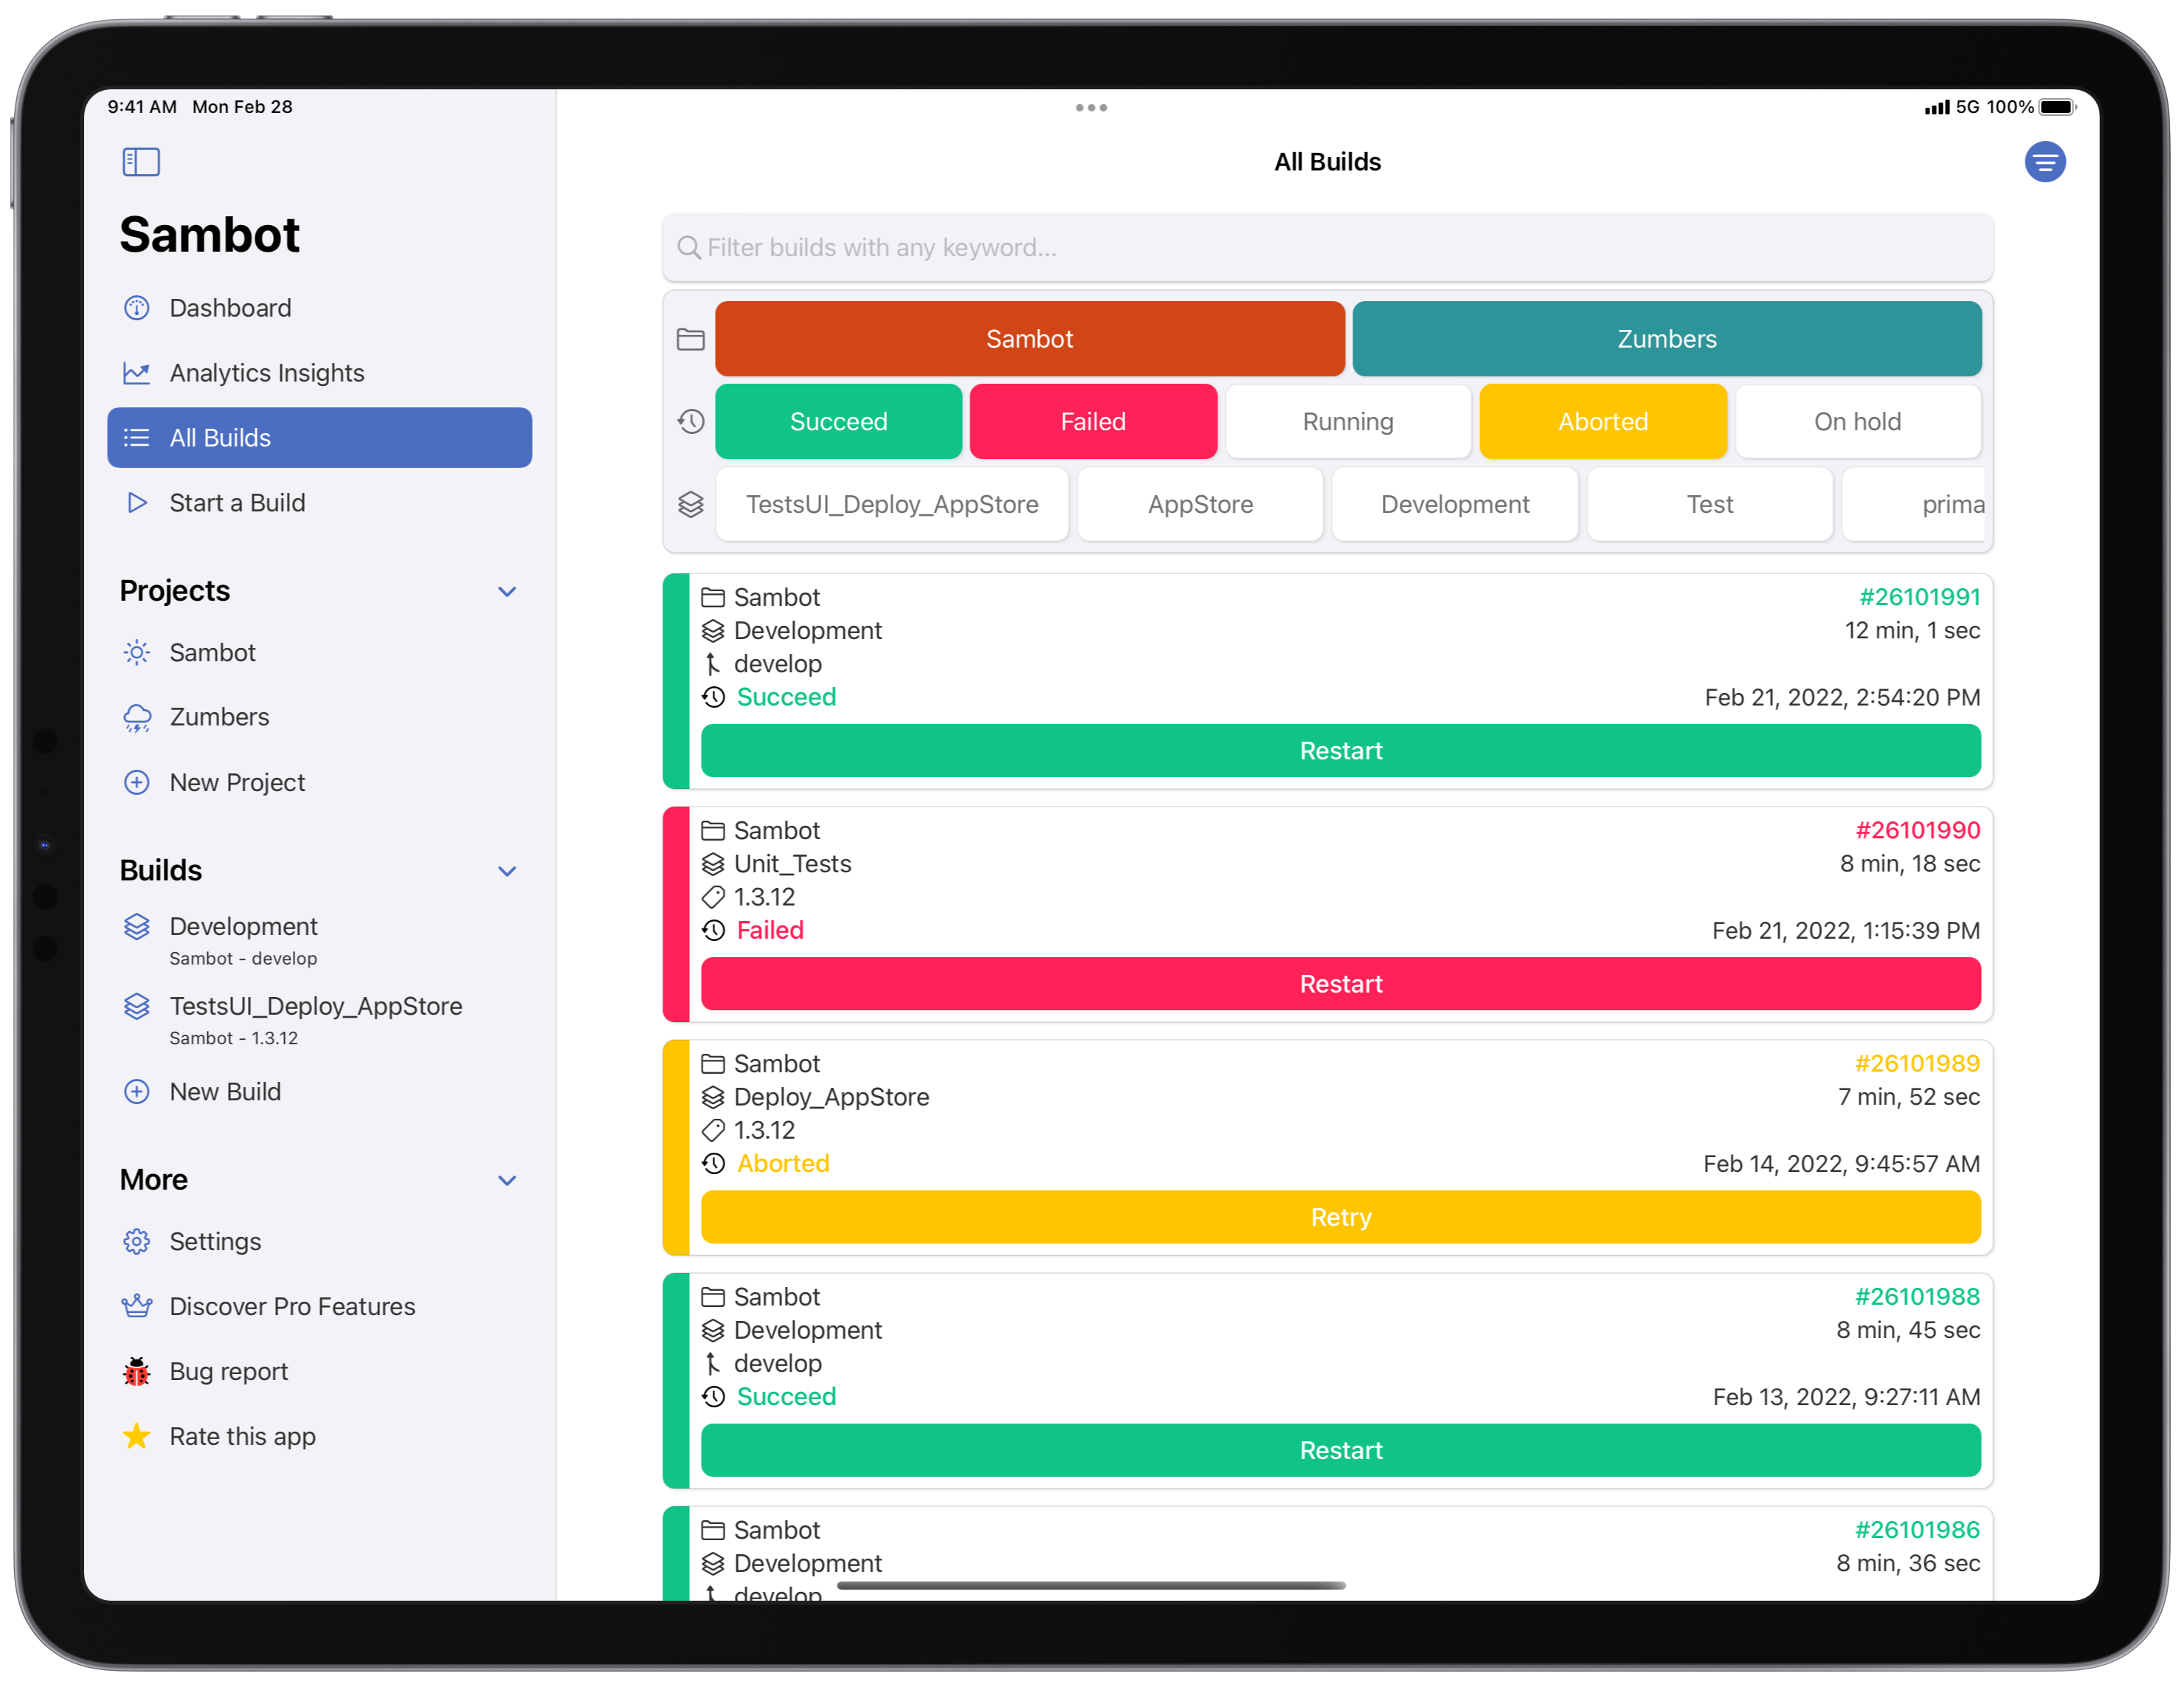 9:41 AM Mon Feb 28
5G 100%
Sambot
Dashboard
Analytics Insights
All Builds
Start a Build
Projects
Sambot
Zumbers
New Project
Builds
Development
Sambot - develop
TestsUI_Deploy_AppStore
Sambot - 1.3.12
New Build
More
Settings
Discover Pro Features
Bug report
Rate this app
All Builds
Filter builds with any keyword...
Sambot Zumbers
Succeed Failed Running Aborted On hold
TestsUI_Deploy_AppStore AppStore Development Test prima
Sambot #26101991
Development 12 min, 1 sec
develop
Succeed Feb 21, 2022, 2:54:20 PM
Restart
Sambot #26101990
Unit_Tests 8 min, 18 sec
1.3.12
Failed Feb 21, 2022, 1:15:39 PM
Restart
Sambot #26101989
Deploy_AppStore 7 min, 52 sec
1.3.12
Aborted Feb 14, 2022, 9:45:57 AM
Retry
Sambot #26101988
Development 8 min, 45 sec
develop
Succeed Feb 13, 2022, 9:27:11 AM
Restart
Sambot #26101986
Development 8 min, 36 sec
develop